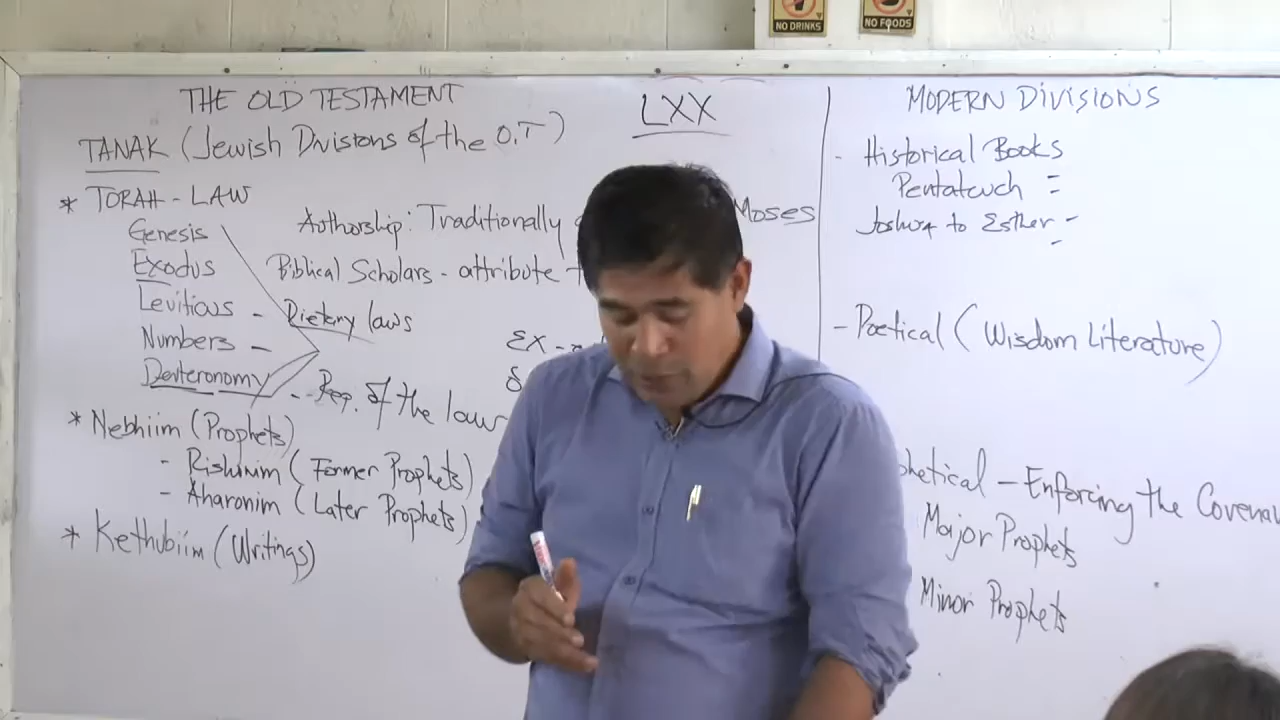 NO DRINKS
NO FOODS
THE OLD TESTAMENT
TANAK (Jewish Divisions of the O.T)
* TORAH - LAW
Genesis
Exodus
Leviticus - Dietary laws
Numbers -
Deuteronomy - Rep. of the law
Authorship: Traditionally
Moses
Biblical Scholars - attribute
Ex -
* Nebhiim (Prophets)
- Rishonim (Former Prophets)
- Aharonim (Later Prophets)
* Kethubiim (Writings)
LXX
MODERN DIVISIONS
- Historical Books
Pentateuch =
Joshua to Esther -
-
- Poetical (Wisdom Literature)
phetical - Enforcing the Covena
Major Prophets
Minor Prophets